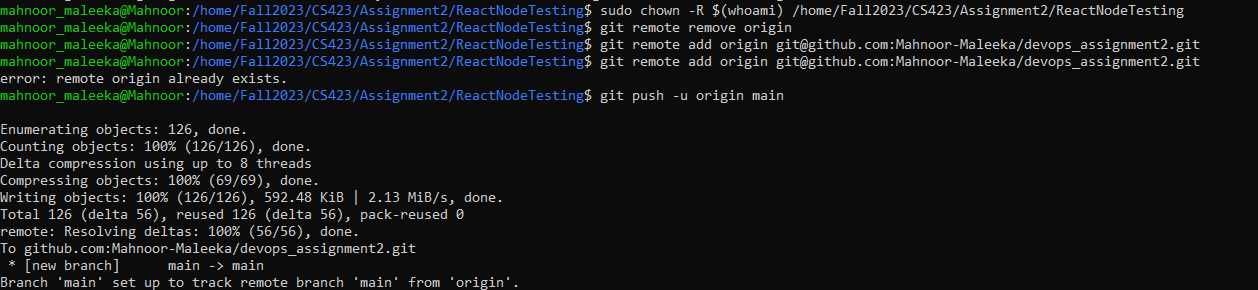 mahnoor_maleeka@Mahnoor:/home/Fall2023/CS423/Assignment2/ReactNodeTesting$ sudo chown -R $(whoami) /home/Fall2023/CS423/Assignment2/ReactNodeTesting
mahnoor_maleeka@Mahnoor:/home/Fall2023/CS423/Assignment2/ReactNodeTesting$ git remote remove origin
mahnoor_maleeka@Mahnoor:/home/Fall2023/CS423/Assignment2/ReactNodeTesting$ git remote add origin git@github.com:Mahnoor-Maleeka/devops_assignment2.git
mahnoor_maleeka@Mahnoor:/home/Fall2023/CS423/Assignment2/ReactNodeTesting$ git remote add origin git@github.com:Mahnoor-Maleeka/devops_assignment2.git
error: remote origin already exists.
mahnoor_maleeka@Mahnoor:/home/Fall2023/CS423/Assignment2/ReactNodeTesting$ git push -u origin main
Enumerating objects: 126, done.
Counting objects: 100% (126/126), done.
Delta compression using up to 8 threads
Compressing objects: 100% (69/69), done.
Writing objects: 100% (126/126), 592.48 KiB | 2.13 MiB/s, done.
Total 126 (delta 56), reused 126 (delta 56), pack-reused 0
remote: Resolving deltas: 100% (56/56), done.
To github.com:Mahnoor-Maleeka/devops_assignment2.git
 * [new branch]      main -> main
Branch 'main' set up to track remote branch 'main' from 'origin'.